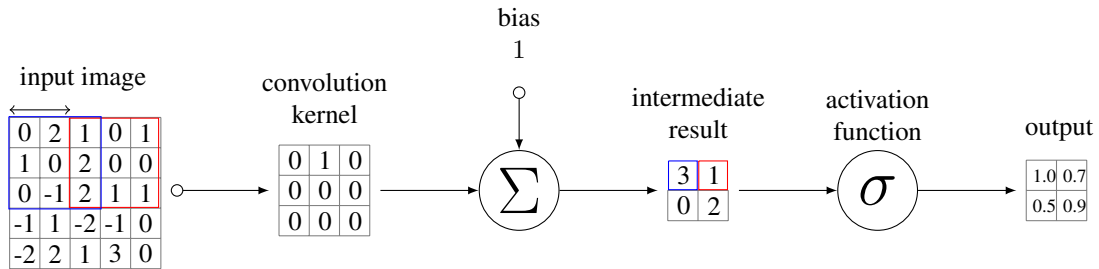 bias
1
input image
convolution
kernel
intermediate
result
activation
function
output
0 2 1 0 1
1 0 2 0 0
0 -1 2 1 1
-1 1 -2 -1 0
-2 2 1 3 0
0 1 0
0 0 0
0 0 0
∑
3 1
0 2
σ
1.0 0.7
0.5 0.9